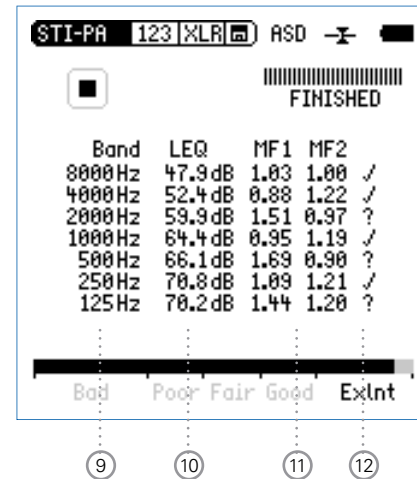 STI-PA 123 XLR ASD
FINISHED
Band LEQ MF1 MF2
8000Hz 47.9dB 1.03 1.00 √
4000Hz 52.4dB 0.88 1.22 √
2000Hz 59.9dB 1.51 0.97 ?
1000Hz 64.4dB 0.95 1.19 √
500Hz 66.1dB 1.69 0.90 ?
250Hz 70.8dB 1.09 1.21 √
125Hz 70.2dB 1.44 1.20 ?
Bad Poor Fair Good Exlnt
9 10 11 12